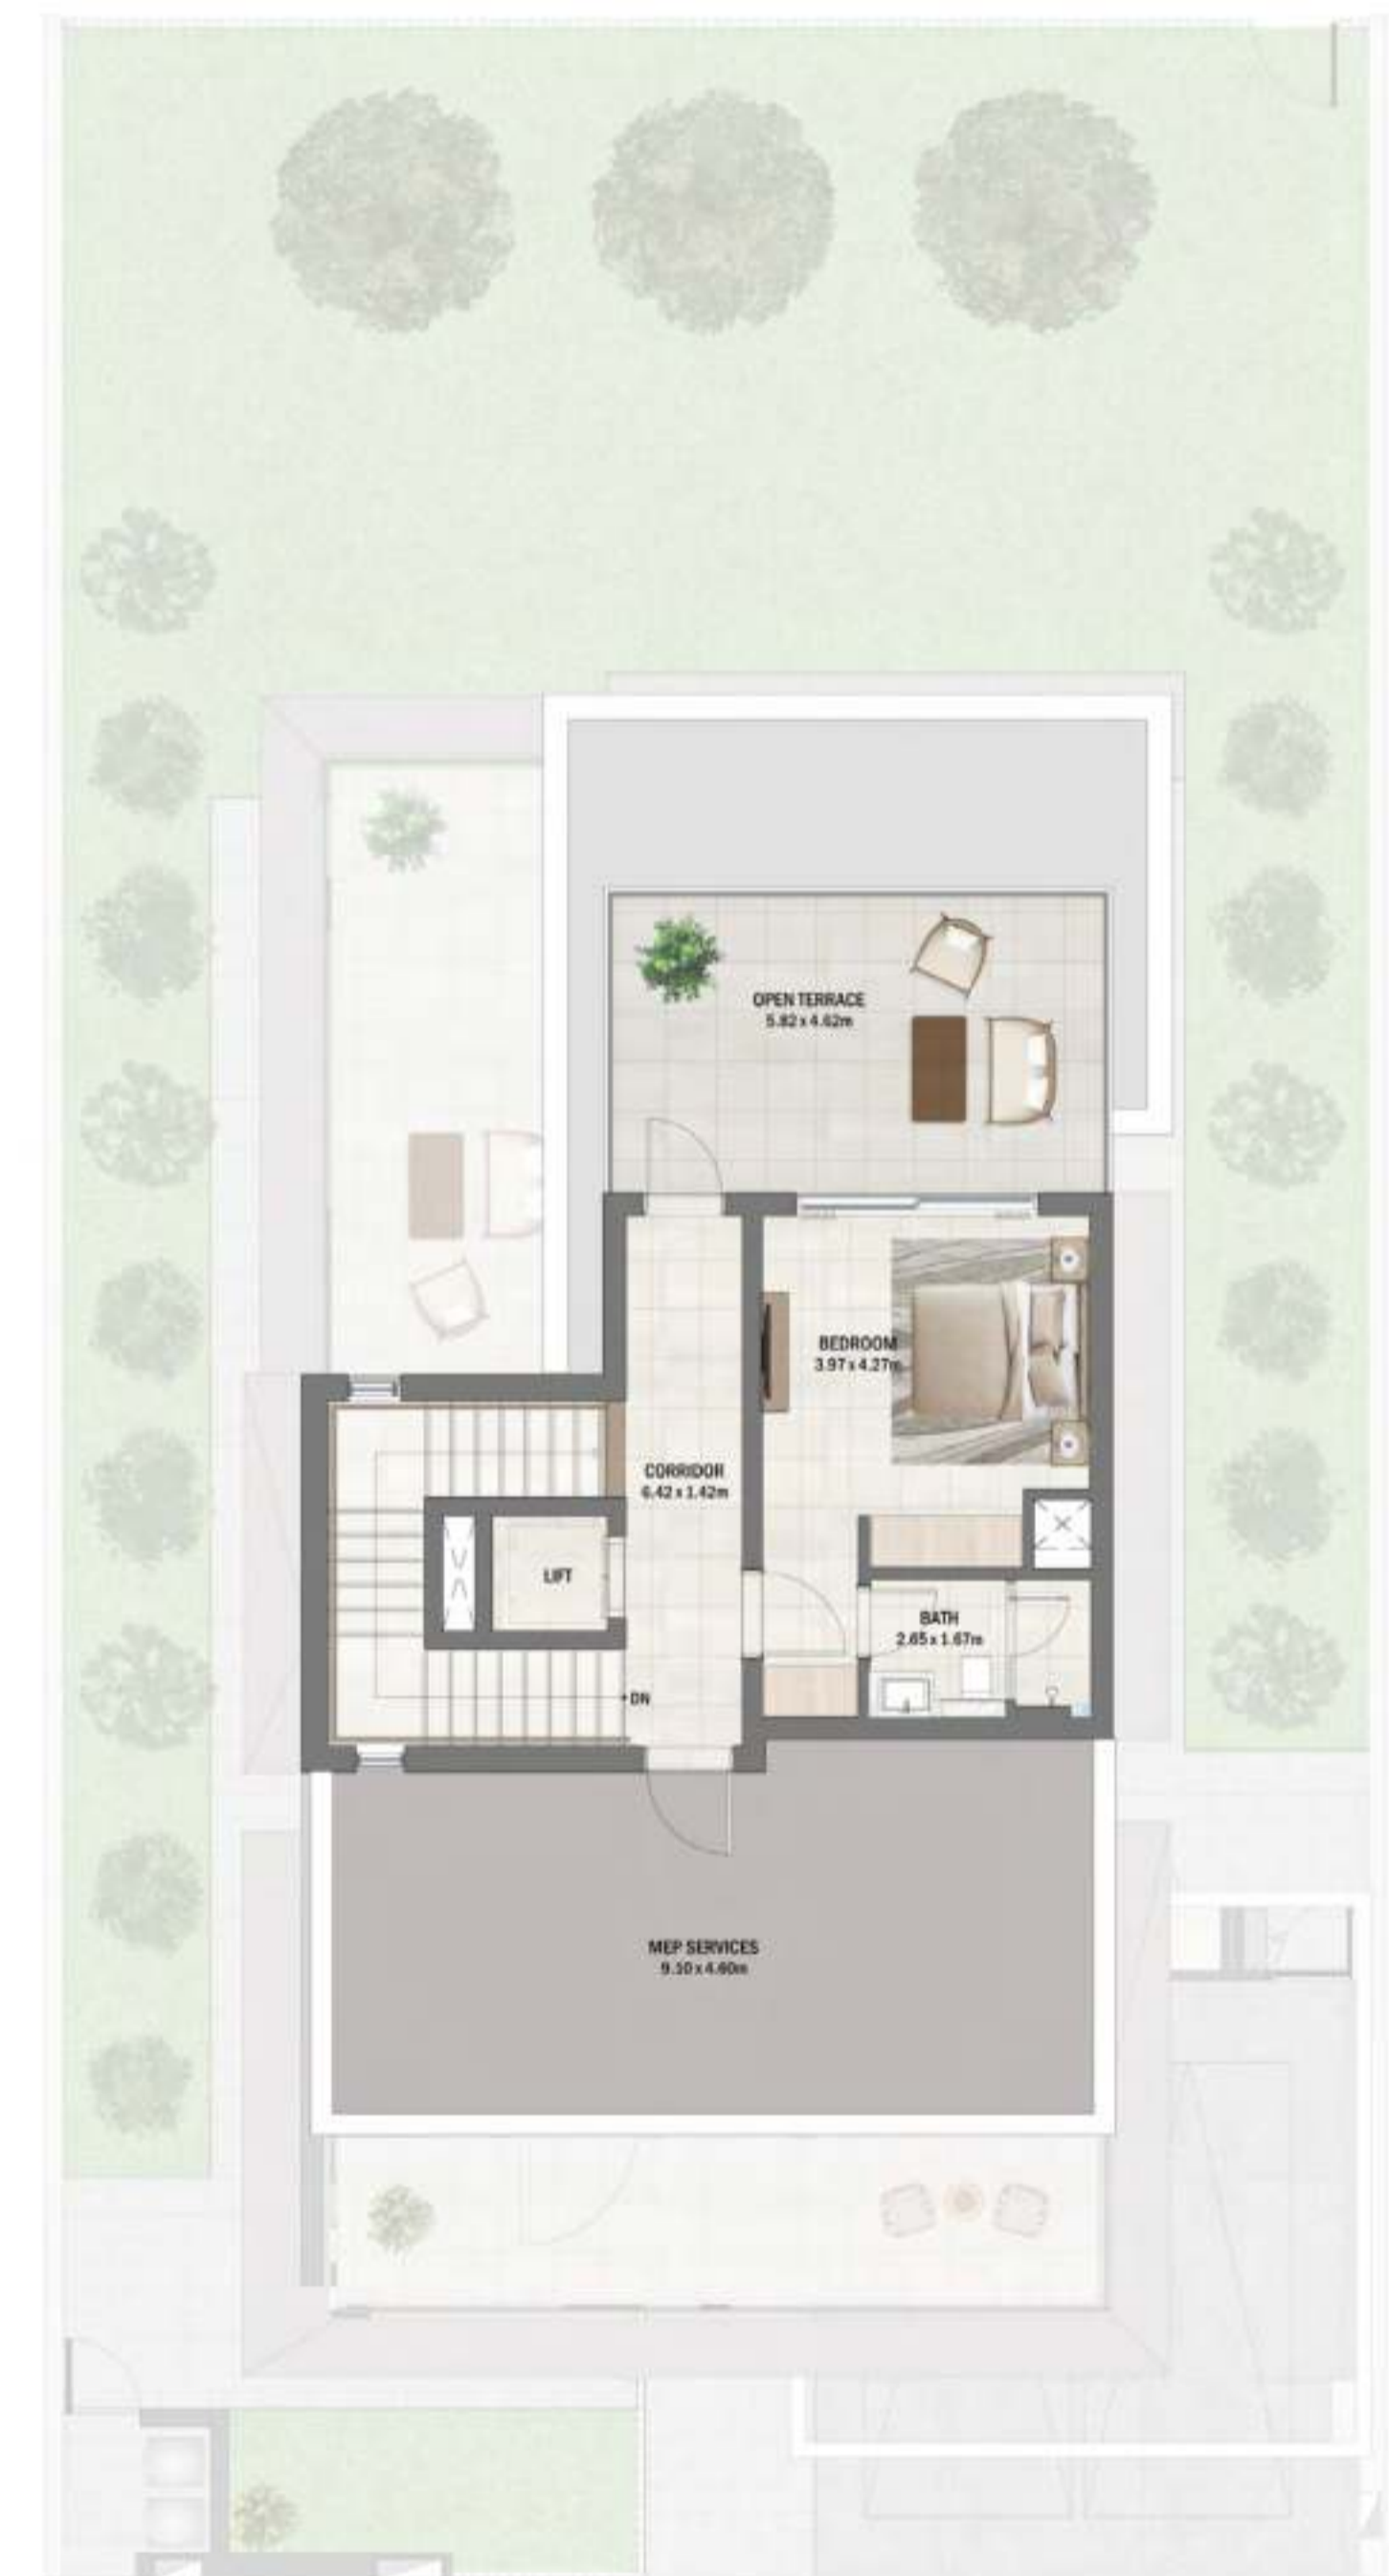 OPEN TERRACE
5.82 x 4.62m
BEDROOM
3.97 x 4.27m
CORRIDOR
6.42 x 1.42m
LIFT
BATH
2.65 x 1.67m
DN
MEP SERVICES
9.10 x 4.60m